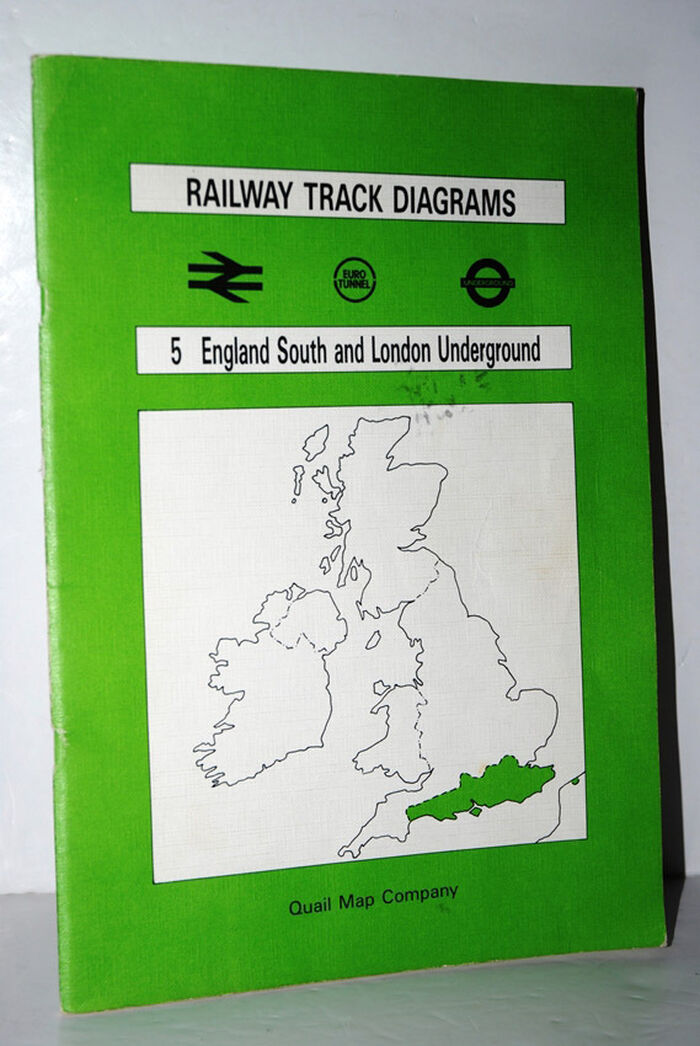 RAILWAY TRACK DIAGRAMS
EURO
TUNNEL
UNDERGROUND
5 England South and London Underground
Quail Map Company